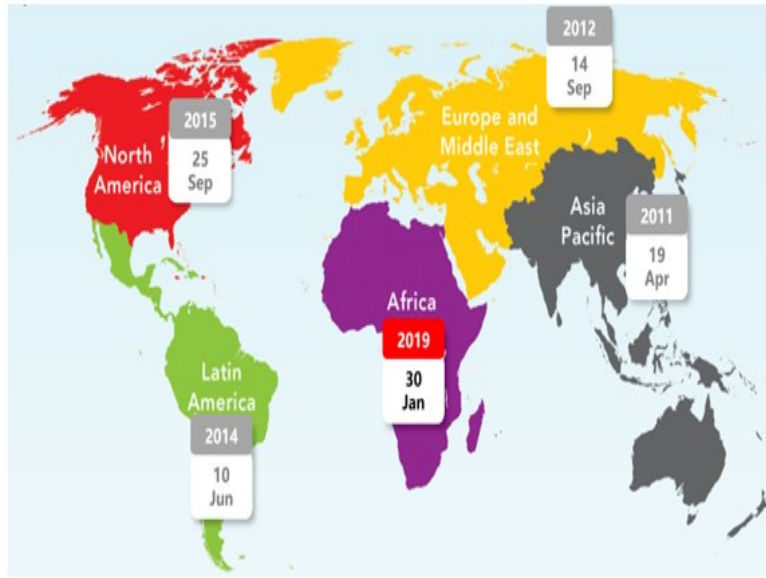 2012
14
Sep
Europe and
Middle East
2015
25
Sep
North
America
Asia
Pacific
2011
19
Apr
Africa
2019
30
Jan
Latin
America
2014
10
Jun